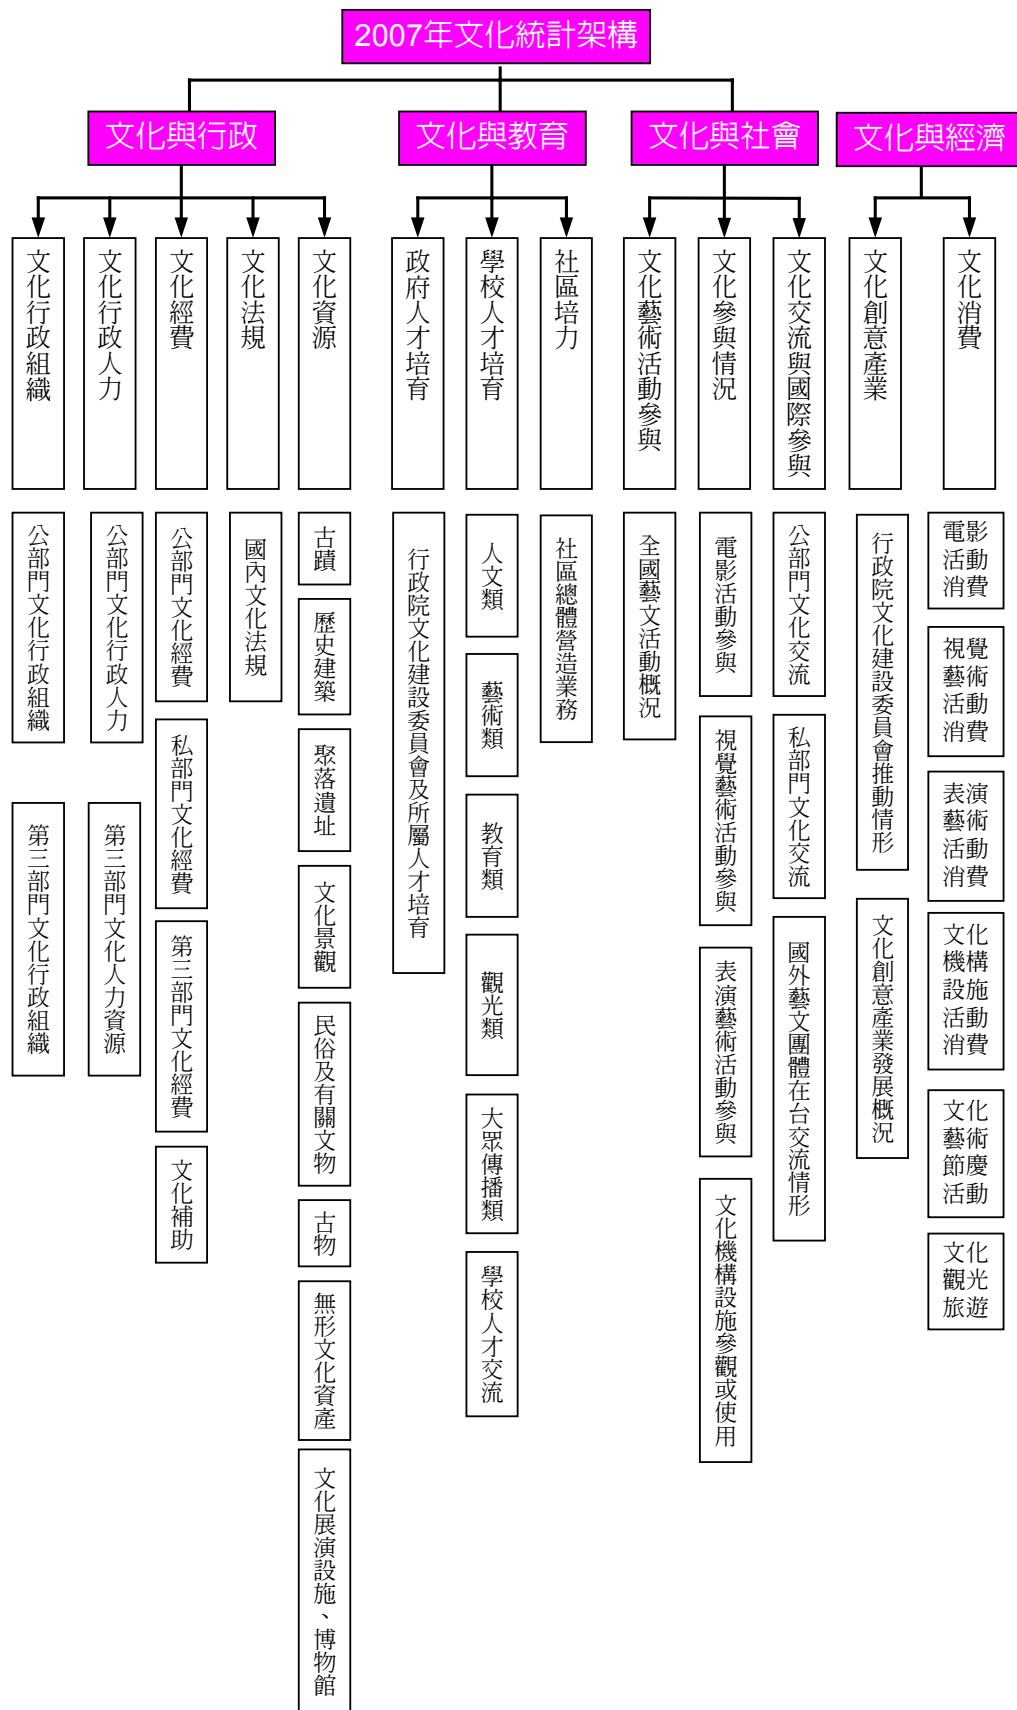 2007年文化統計架構
文化與行政
文化與教育
文化與社會
文化與經濟
文化行政組織
文化行政人力
文化經費
文化法規
文化資源
政府人才培育
學校人才培育
社區培力
文化藝術活動參與
文化參與情況
文化交流與國際參與
文化創意產業
文化消費
公部門文化行政組織
第三部門文化行政組織
公部門文化行政人力
第三部門文化人力資源
公部門文化經費
私部門文化經費
第三部門文化經費
文化補助
國內文化法規
古蹟
歷史建築
聚落遺址
文化景觀
民俗及有關文物
古物
無形文化資產
文化展演設施、博物館
行政院文化建設委員會及所屬人才培育
人文類
藝術類
教育類
觀光類
大眾傳播類
學校人才交流
社區總體營造業務
全國藝文活動概況
電影活動參與
視覺藝術活動參與
表演藝術活動參與
文化機構設施參觀或使用
公部門文化交流
私部門文化交流
國外藝文團體在台交流情形
行政院文化建設委員會推動情形
文化創意產業發展概況
電影
活動
消費
視覺
藝術
活動
消費
表演
藝術
活動
消費
文化
機構
設施
活動
消費
文化
藝術
節慶
活動
文化
觀光
旅遊